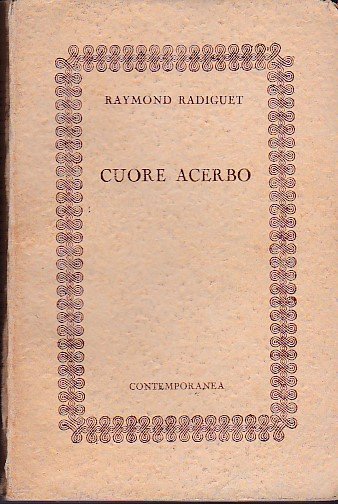 RAYMOND RADIGUET
CUORE ACERBO
CONTEMPORANEA